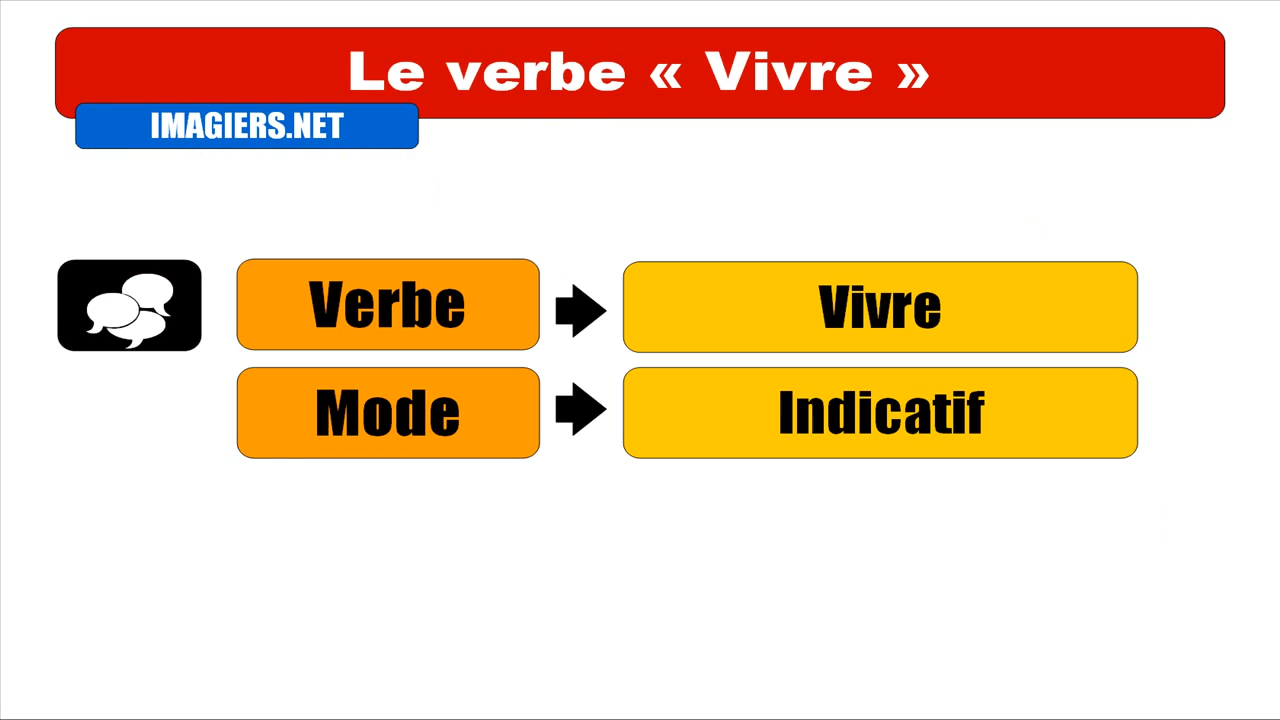 Le verbe « Vivre »
IMAGIERS.NET
Verbe
Vivre
Mode
Indicatif